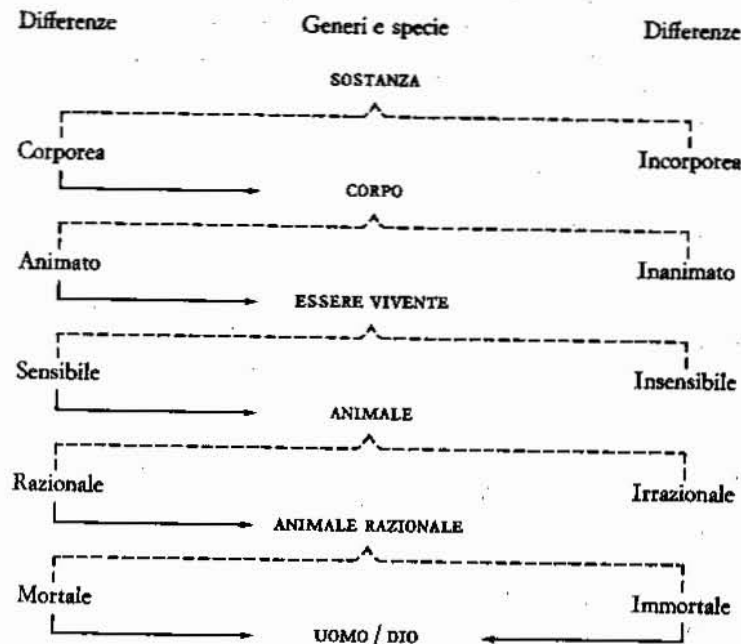 Differenze Generi e specie Differenze
SOSTANZA
Corporea Incorporea
CORPO
Animato Inanimato
ESSERE VIVENTE
Sensibile Insensibile
ANIMALE
Razionale Irrazionale
ANIMALE RAZIONALE
Mortale Immortale
UOMO / DIO